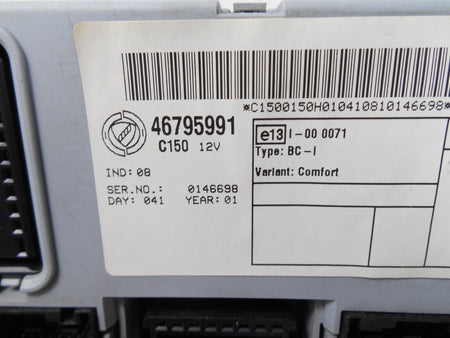 *C1500150H010410810146698*
46795991
C150 12V
IND: 08
SER.NO.: 0146698
DAY: 041 YEAR: 01
e13 I-00 0071
Type: BC-I
Variant: Comfort